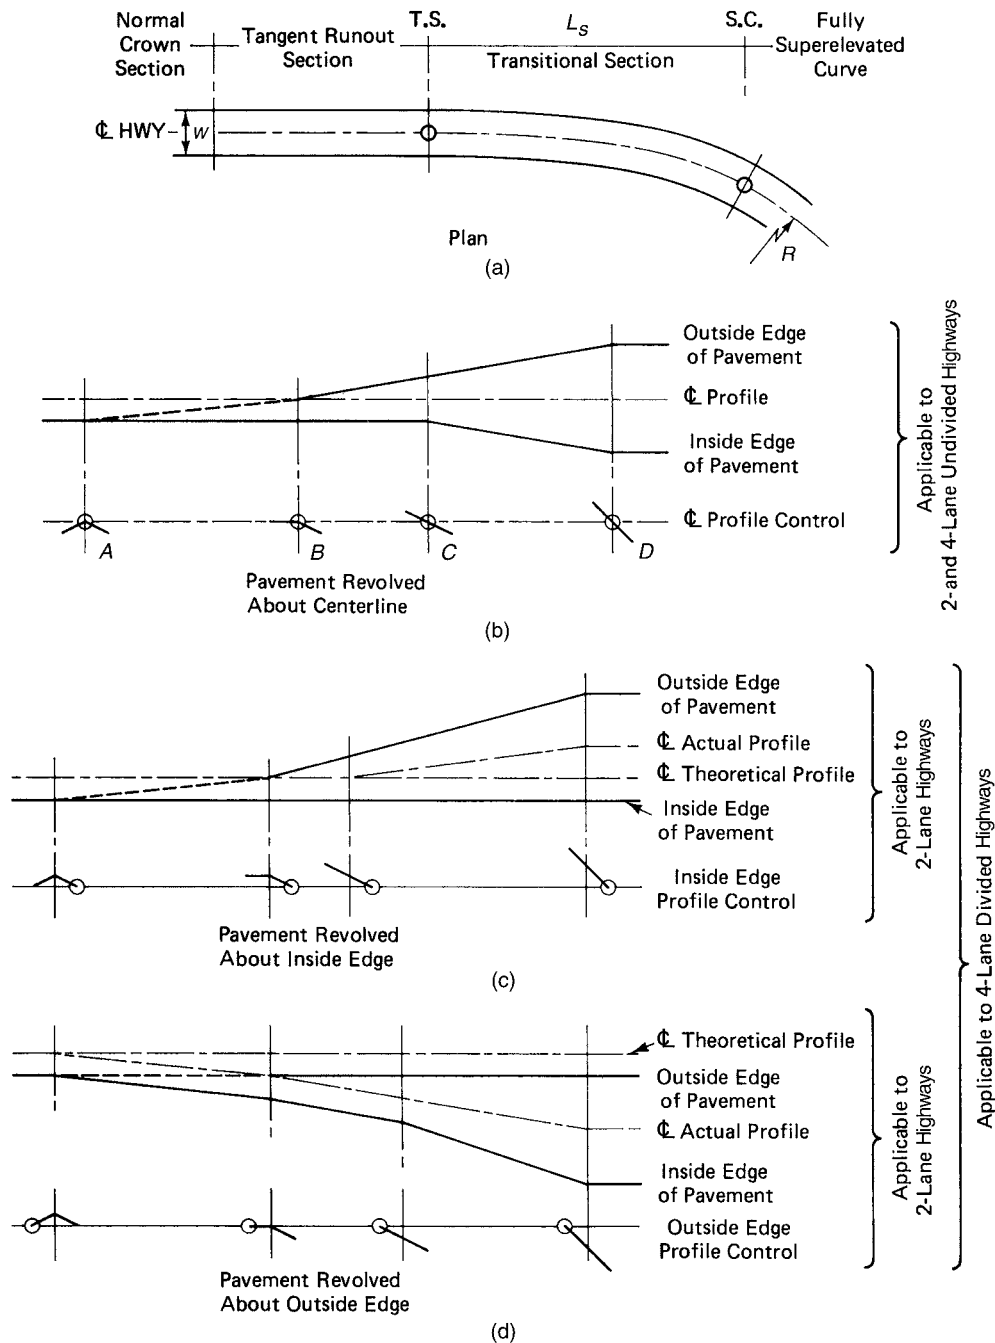 Normal
Crown
Section
Tangent Runout
Section
T.S.
Ls
Transitional Section
S.C.
Fully
Superelevated
Curve
℄ HWY
W
R
Plan
(a)
Outside Edge
of Pavement
℄ Profile
Inside Edge
of Pavement
℄ Profile Control
A
B
C
D
Pavement Revolved
About Centerline
(b)
Applicable to
2-and 4-Lane Undivided Highways
Outside Edge
of Pavement
℄ Actual Profile
℄ Theoretical Profile
Inside Edge
of Pavement
Inside Edge
Profile Control
Pavement Revolved
About Inside Edge
(c)
Applicable to
2-Lane Highways
℄ Theoretical Profile
Outside Edge
of Pavement
℄ Actual Profile
Inside Edge
of Pavement
Outside Edge
Profile Control
Pavement Revolved
About Outside Edge
(d)
Applicable to
2-Lane Highways
Applicable to 4-Lane Divided Highways